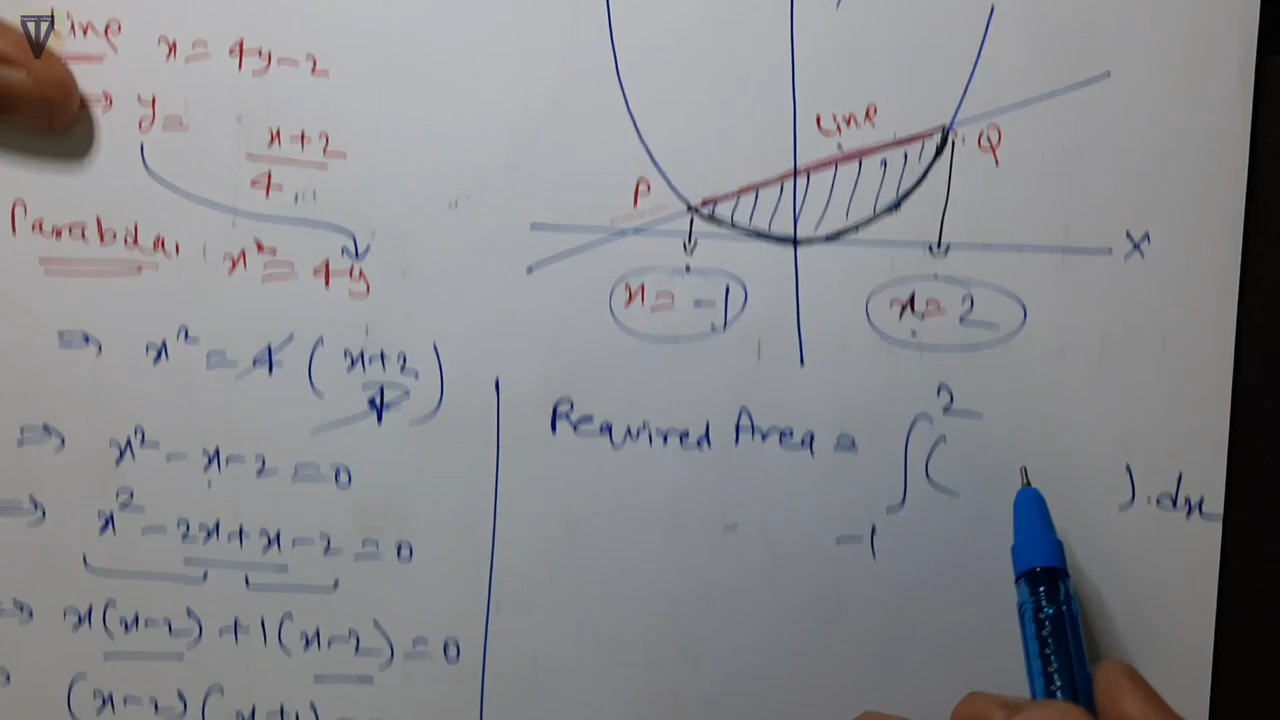 Line x = 4y-2
⇒ y = x+2/4
Parabola, x² = 4y
⇒ x² = 4 (x+2/4)
⇒ x² - x - 2 = 0
⇒ x² - 2x + x - 2 = 0
⇒ x(x-2) + 1(x-2) = 0
(x-2)(x+1)
Line
P
Q
X
x = -1
x = 2
Required Area = ∫₋₁² ( ).dx